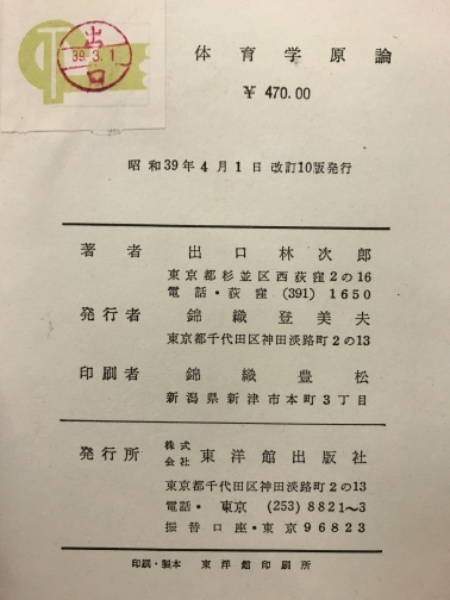 出口
39.3.1
体育学原論
¥ 470.00
昭和39年4月1日 改訂10版発行
著者 出口林次郎
東京都杉並区西荻窪2の16
電話・荻窪 (391) 1650
発行者 錦織登美夫
東京都千代田区神田淡路町2の13
印刷者 錦織豊松
新潟県新津市本町3丁目
発行所 株式会社 東洋館出版社
東京都千代田区神田淡路町2の13
電話・東京 (253) 8821〜3
振替口座・東京 96823
印刷・製本 東洋館印刷所